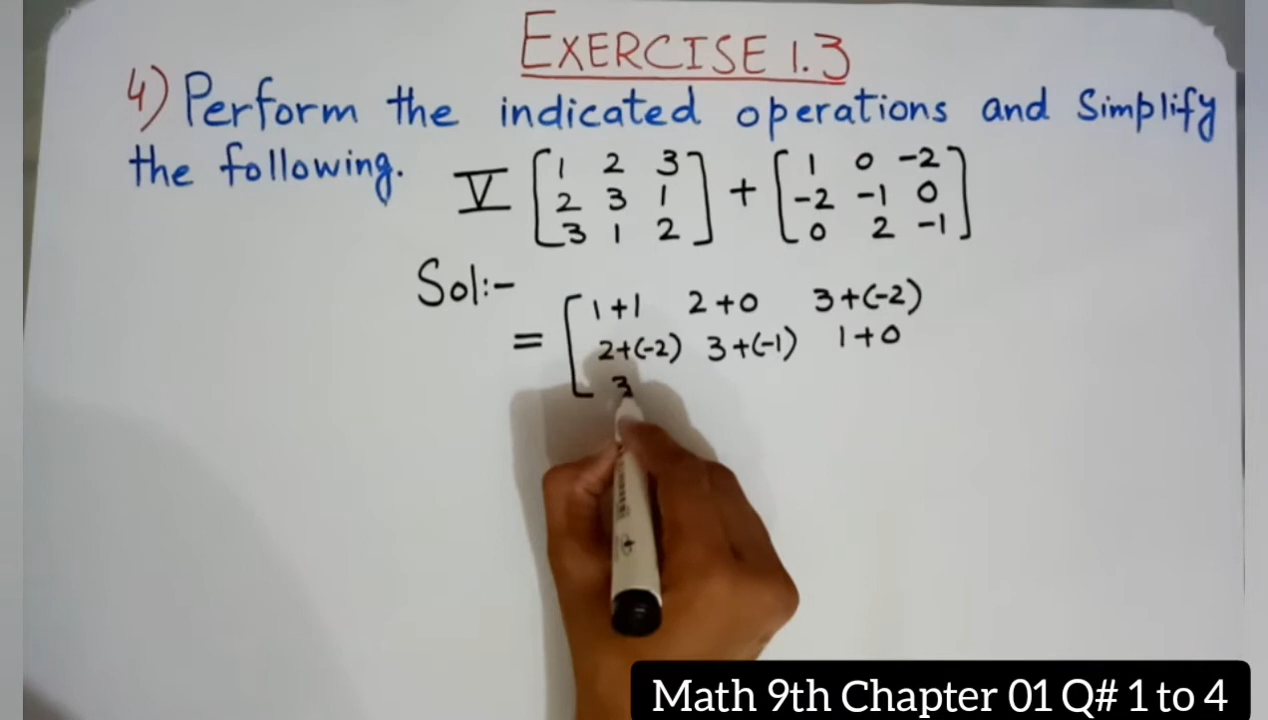 EXERCISE 1.3
4) Perform the indicated operations and Simplify
the following. V [1 2 3] + [1 0 -2]
[2 3 1] [-2 -1 0]
[3 1 2] [0 2 -1]
Sol:-
= [1+1 2+0 3+(-2)
2+(-2) 3+(-1) 1+0
3
Math 9th Chapter 01 Q# 1 to 4